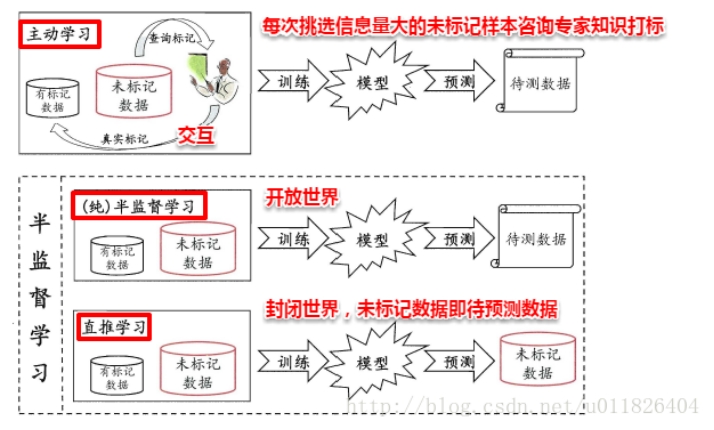 主动学习
查询标记
每次挑选信息量大的未标记样本咨询专家知识打标
有标记
数据
未标记
数据
真实标记
交互
训练
模型
预测
待测数据
半监督学习
(纯)半监督学习
开放世界
有标记
数据
未标记
数据
训练
模型
预测
待测数据
直推学习
封闭世界，未标记数据即待预测数据
有标记
数据
未标记
数据
训练
模型
预测
未标记
数据
http://blog.csdn.net/u011826404